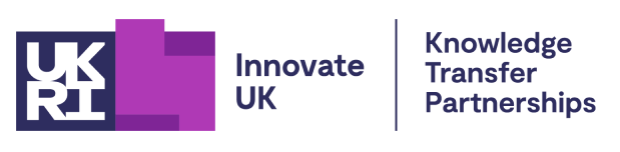 UK
RI
Innovate
UK
Knowledge
Transfer
Partnerships